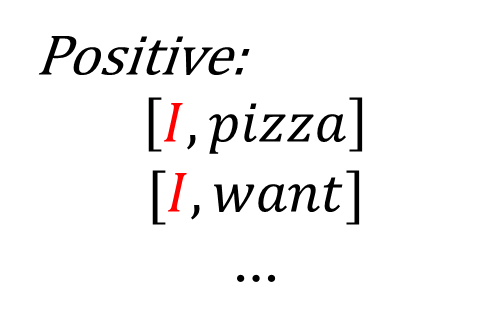 Positive:
[I, pizza]
[I, want]
...